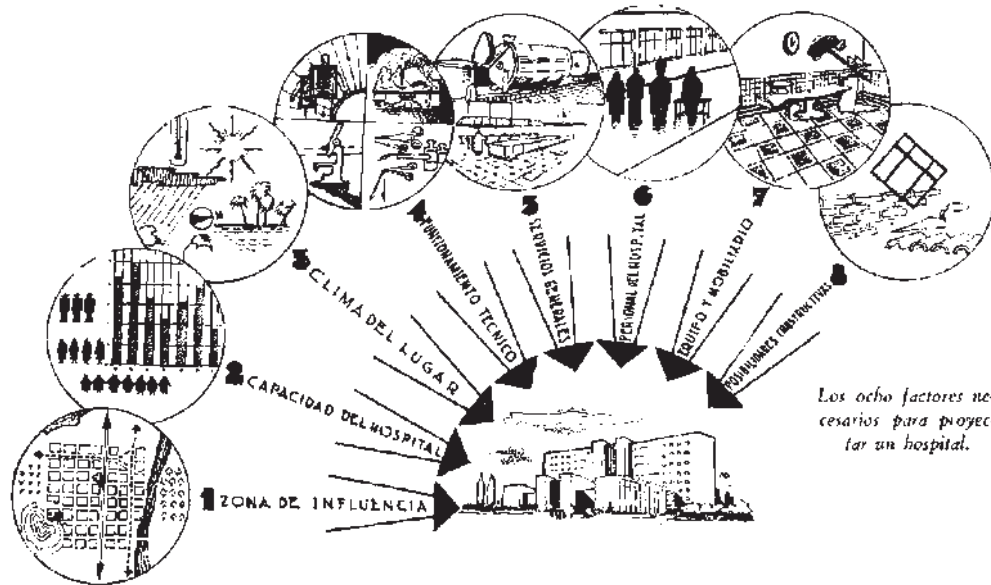 1 ZONA DE INFLUENCIA
2 CAPACIDAD DEL HOSPITAL
3 CLIMA DEL LUGAR
4 FUNCIONAMIENTO TECNICO
5 SERVICIOS GENERALES
6 PERSONAL DEL HOSPITAL
7 EQUIPO Y MOBILIARIO
8 POSIBILIDADES CONSTRUCTIVAS
Los ocho factores ne-
cesarios para proyec-
tar un hospital.